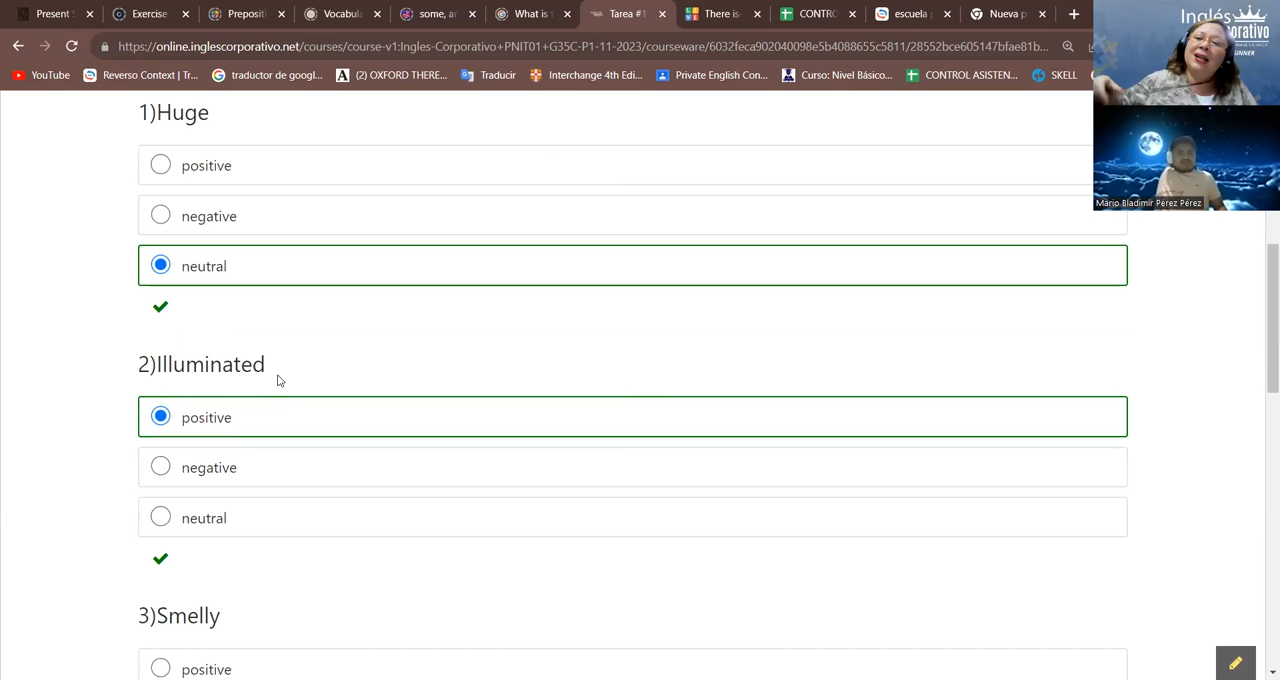 Present S
Exercise
Preposit
Vocabula
some, an
What is t
Tarea #1
There is
CONTRO
escuela p
Nueva p
https://online.inglescorporativo.net/courses/course-v1:Ingles-Corporativo+PNIT01+G35C-P1-11-2023/courseware/6032feca902040098e5b4088655c5811/28552bce605147bfae81b...
YouTube
Reverso Context | Tr...
traductor de googl...
(2) OXFORD THERE...
Traducir
Interchange 4th Edi...
Private English Con...
Curso: Nivel Básico...
CONTROL ASISTEN...
SKELL
Inglés
Mario Bladimir Pérez Pérez
1)Huge
positive
negative
neutral
2)Illuminated
positive
negative
neutral
3)Smelly
positive